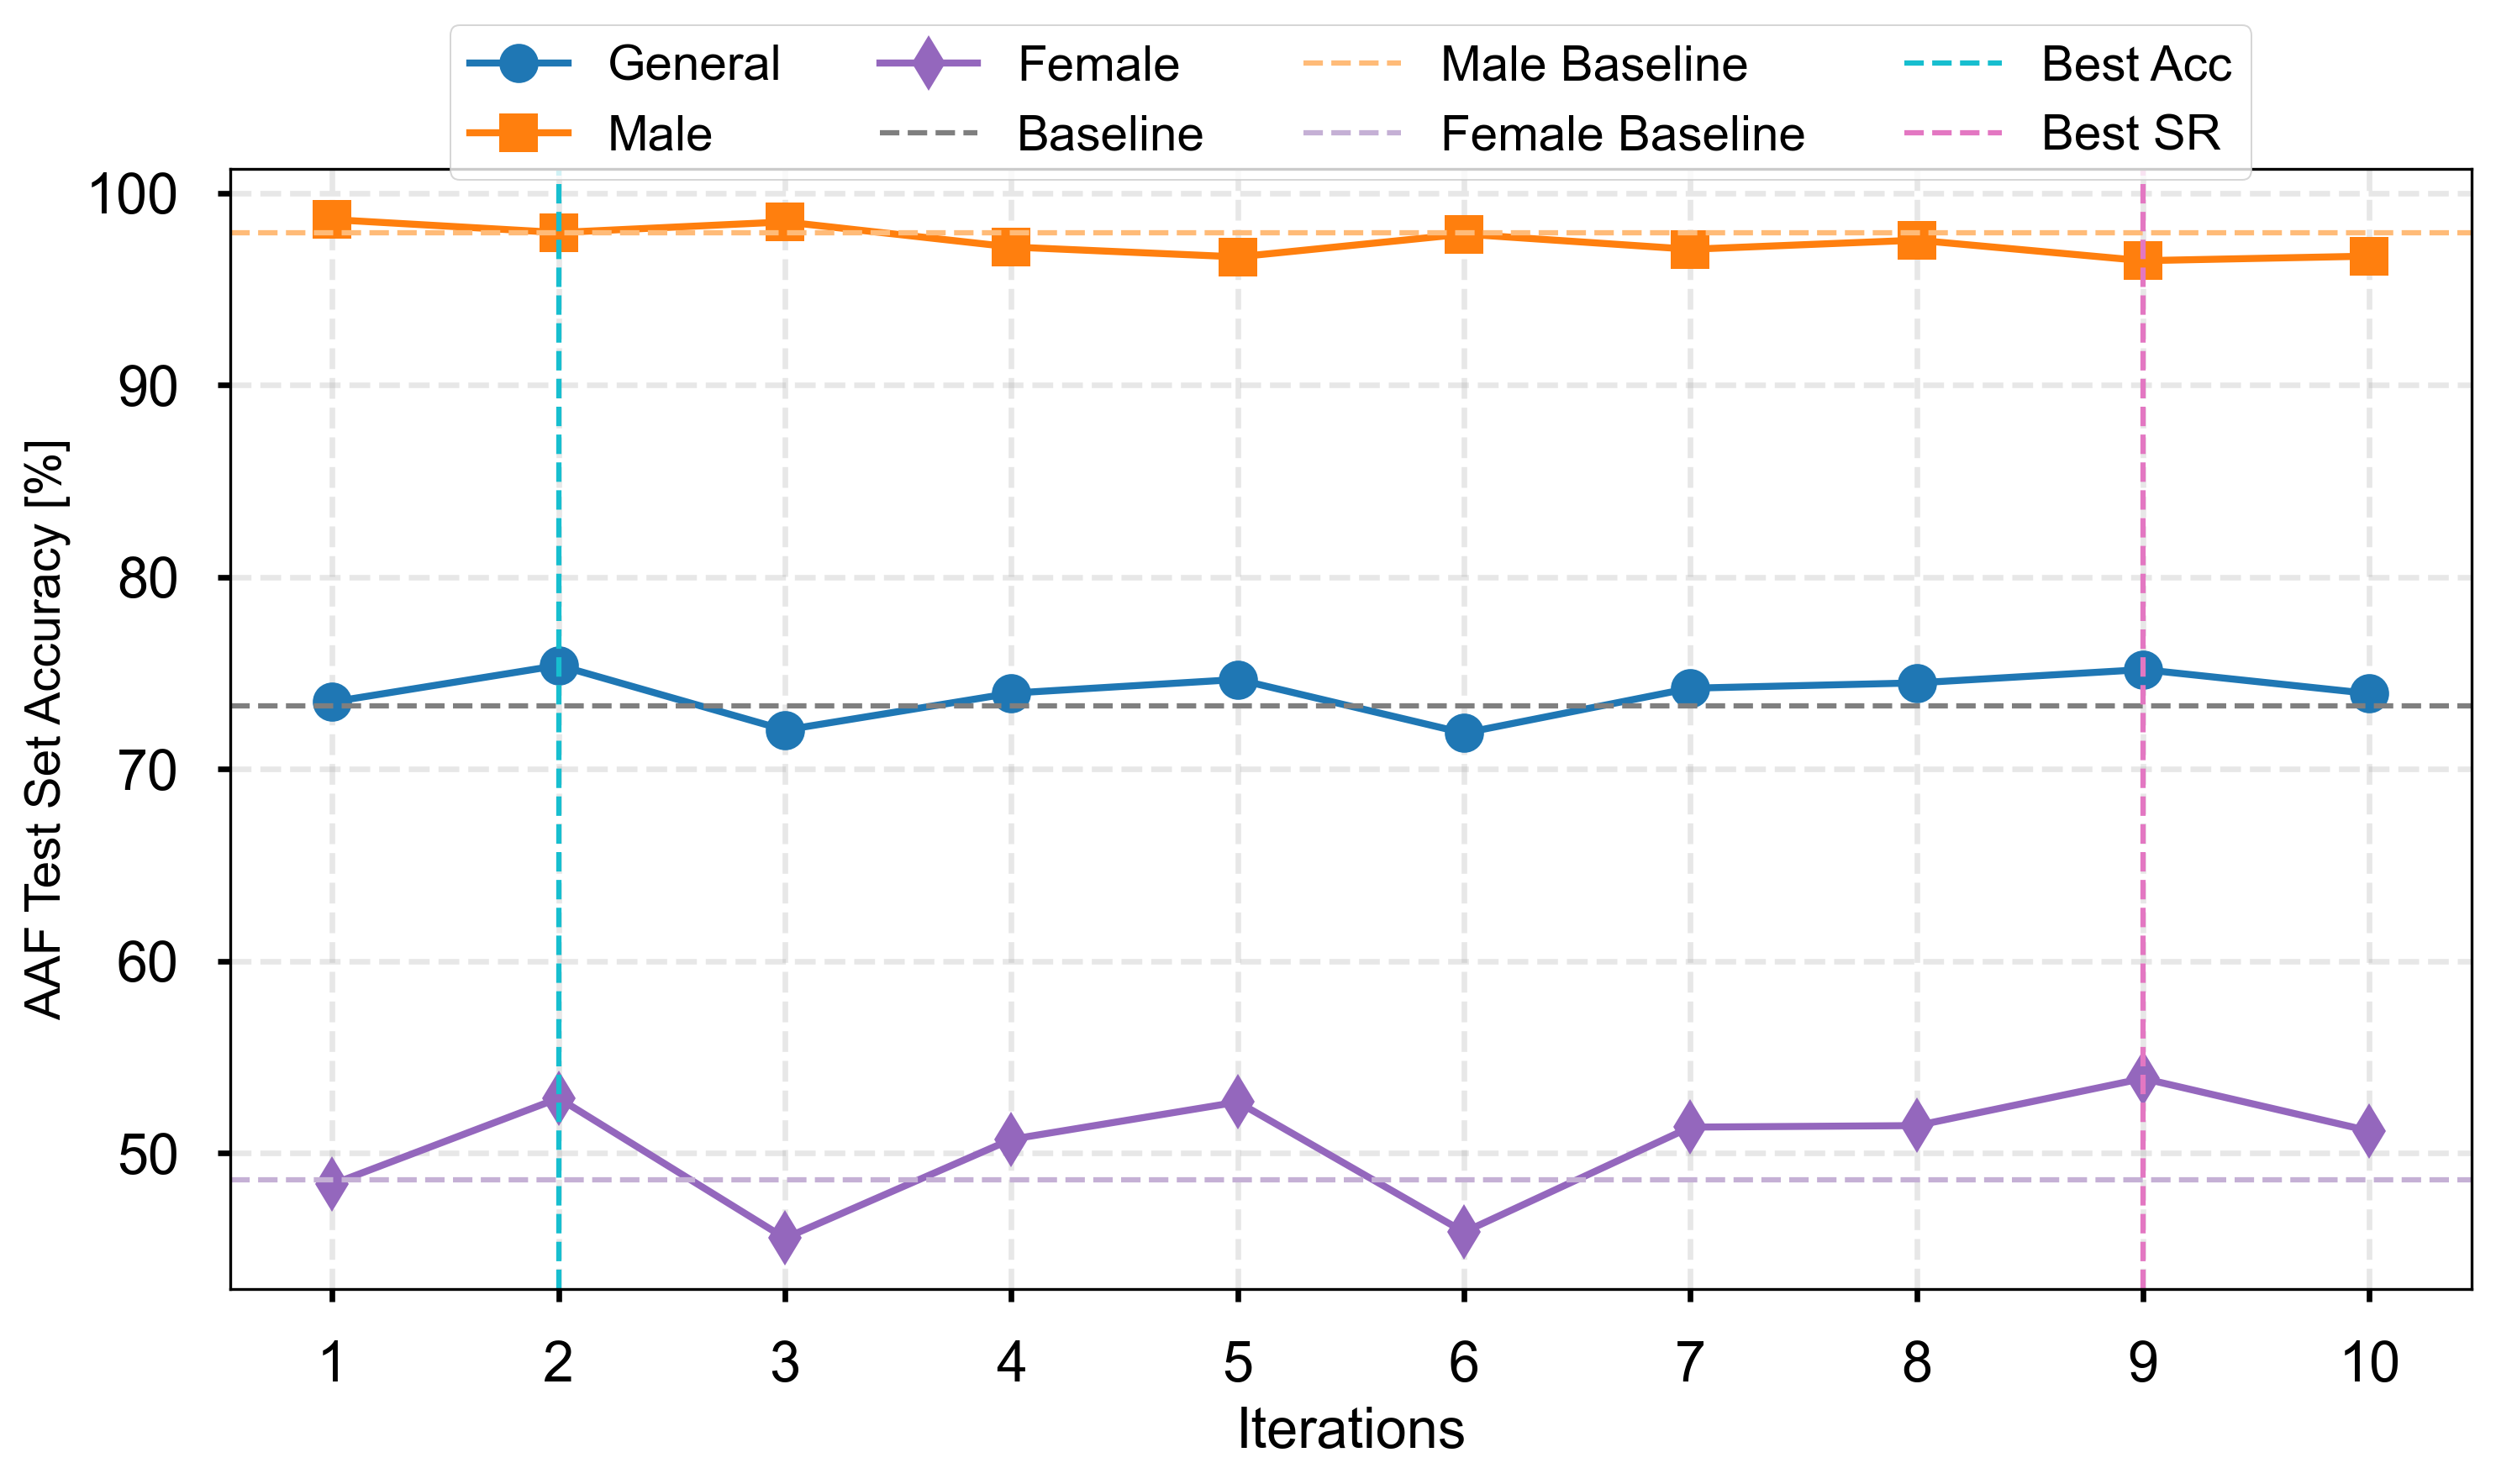 General Female Male Baseline Best Acc
Male Baseline Female Baseline Best SR
100
90
80
70
60
50
AAF Test Set Accuracy [%]
1 2 3 4 5 6 7 8 9 10
Iterations